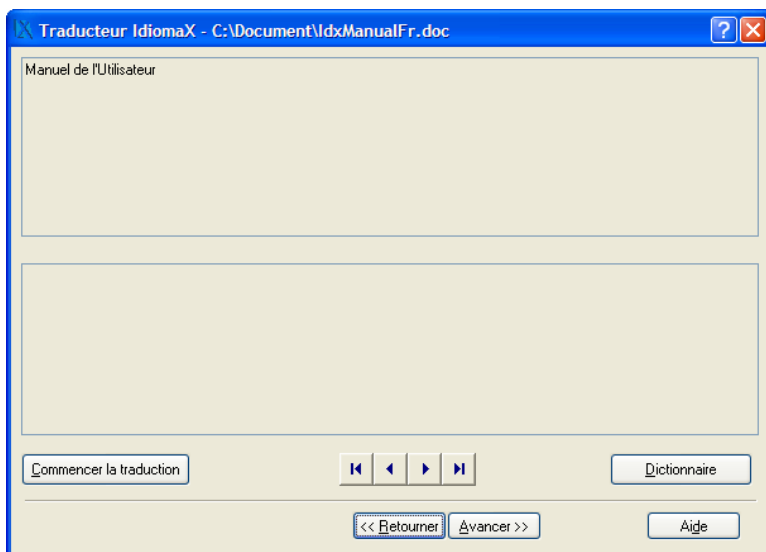 Traducteur IdiomaX - C:\Document\IdxManualFr.doc
Manuel de l'Utilisateur
Commencer la traduction
Dictionnaire
<< Retourner
Avancer >>
Aide